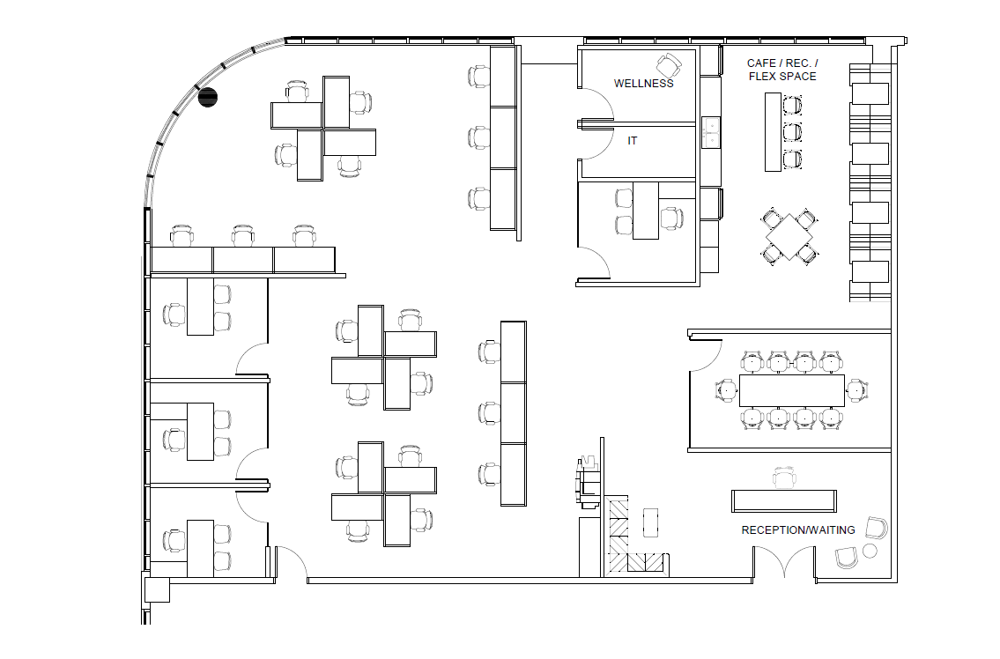 CAFE / REC. /
FLEX SPACE
WELLNESS
IT
RECEPTION/WAITING